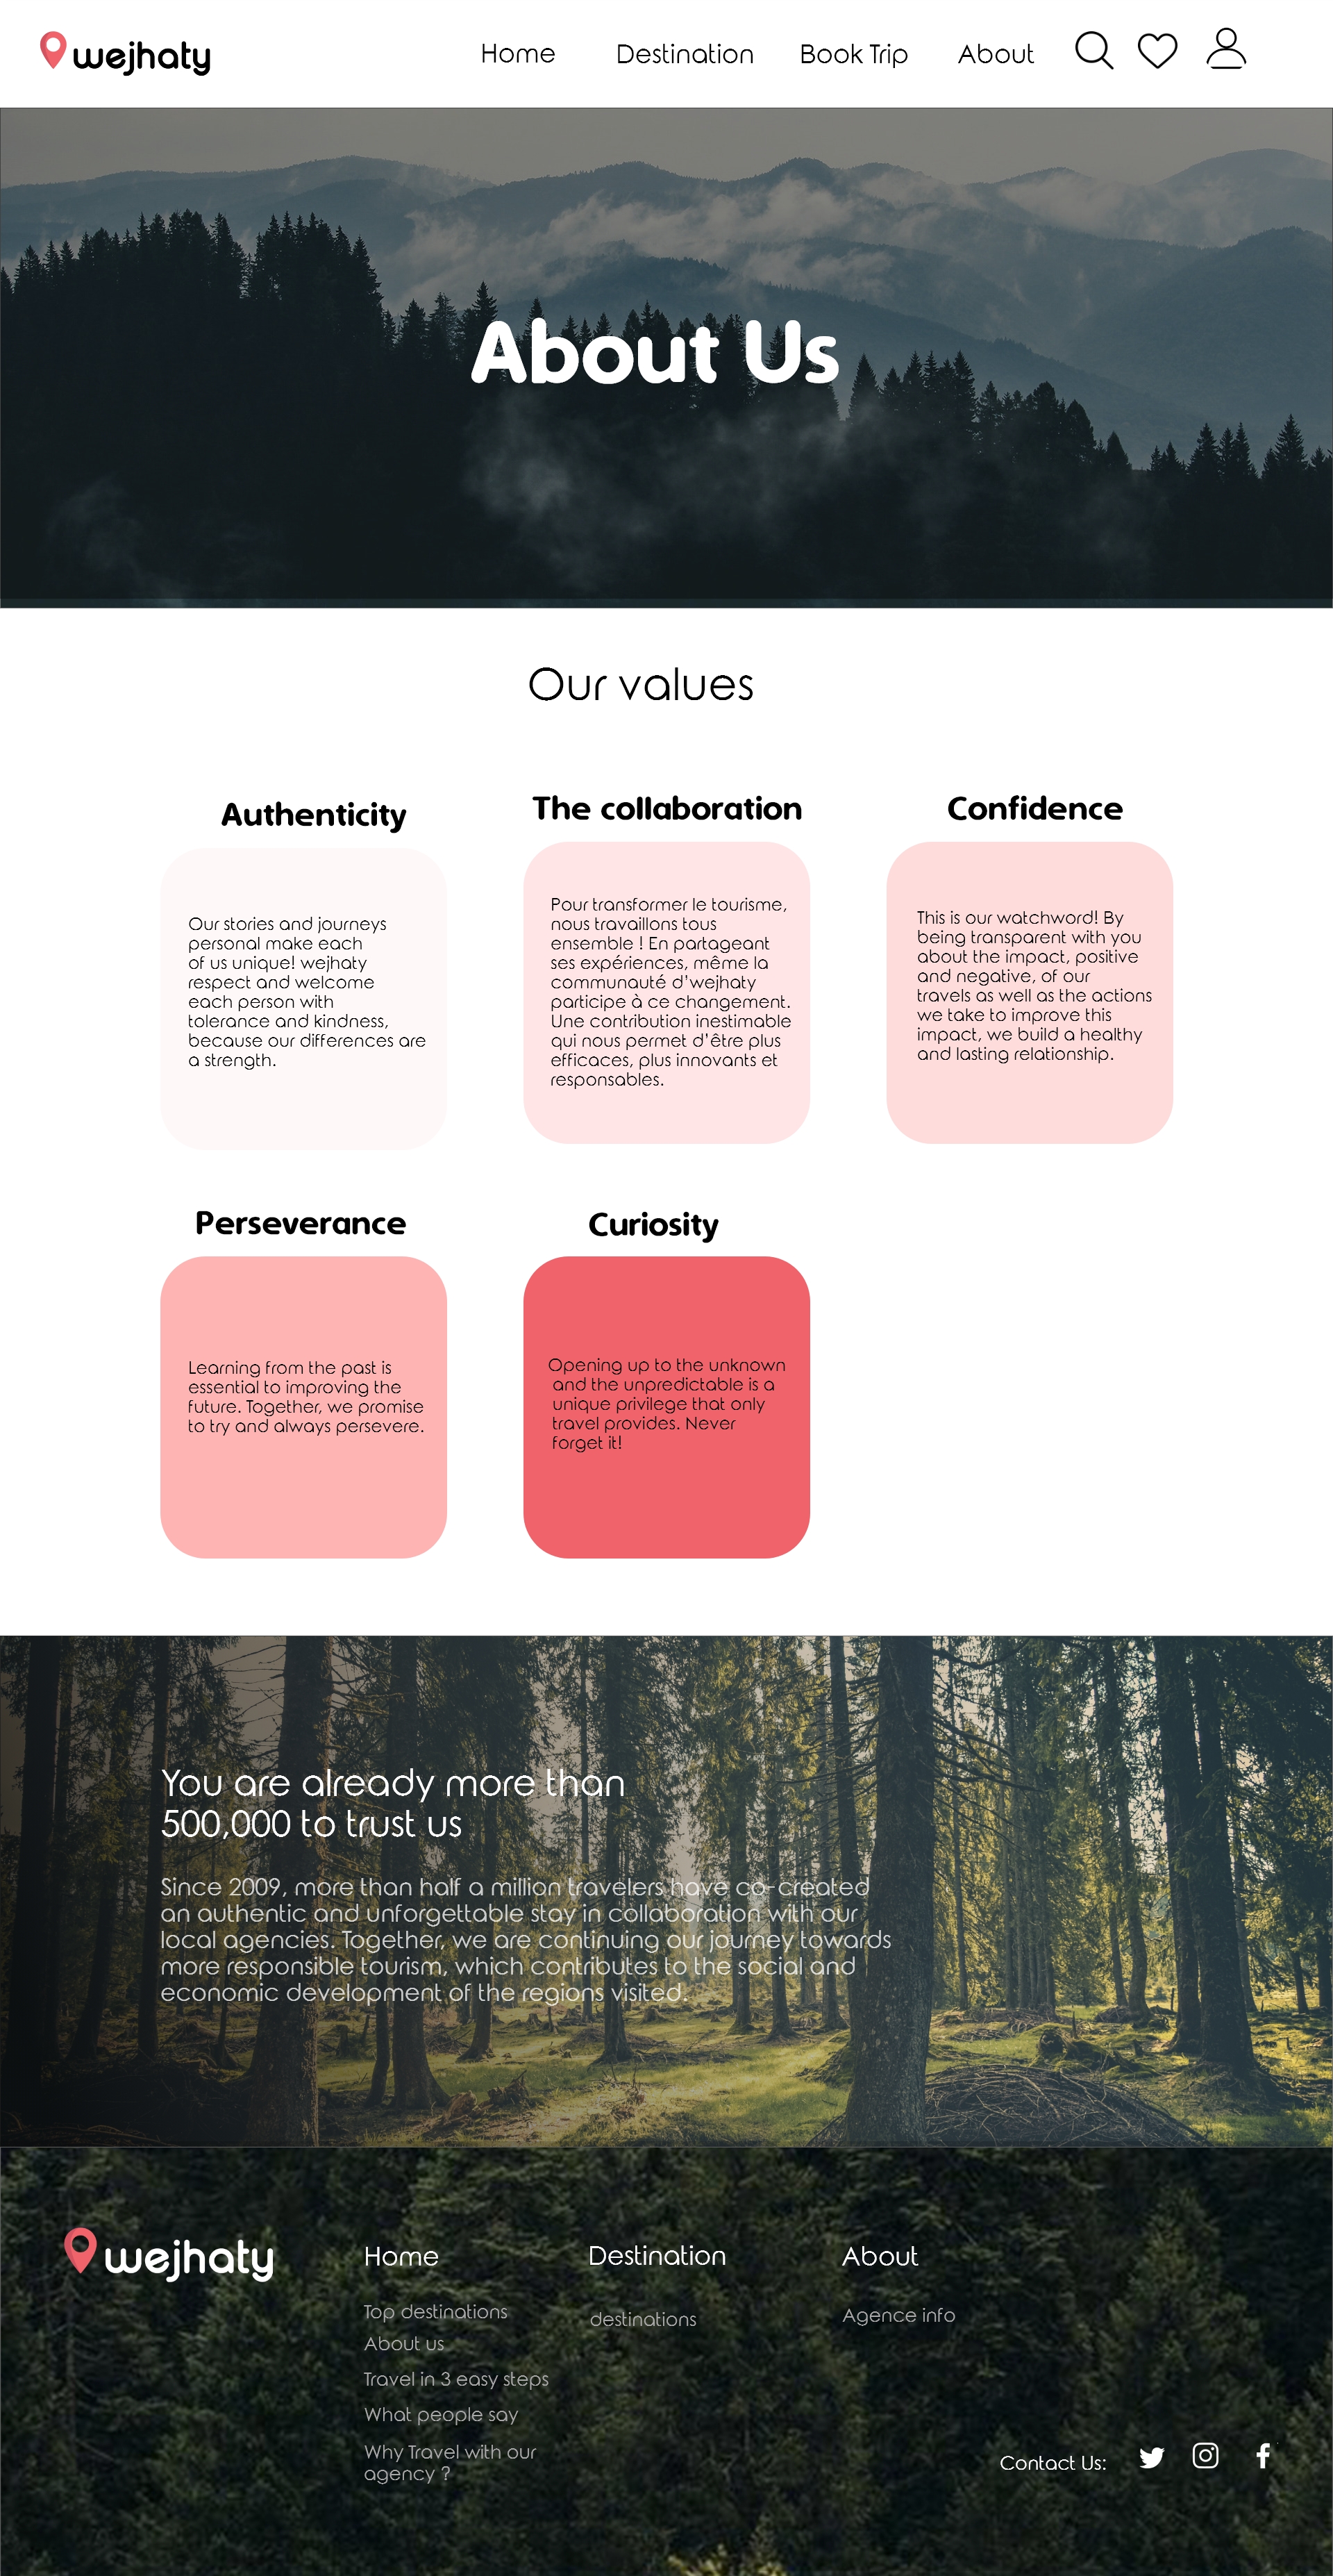 wejhaty
Home
Destination
Book Trip
About
About Us
Our values
Authenticity
Our stories and journeys
personal make each
of us unique! wejhaty
respect and welcome
each person with
tolerance and kindness,
because our differences are
a strength.
The collaboration
Pour transformer le tourisme,
nous travaillons tous
ensemble ! En partageant
ses expériences, même la
communauté d'wejhaty
participe à ce changement.
Une contribution inestimable
qui nous permet d'être plus
efficaces, plus innovants et
responsables.
Confidence
This is our watchword! By
being transparent with you
about the impact, positive
and negative, of our
travels as well as the actions
we take to improve this
impact, we build a healthy
and lasting relationship.
Perseverance
Learning from the past is
essential to improving the
future. Together, we promise
to try and always persevere.
Curiosity
Opening up to the unknown
and the unpredictable is a
unique privilege that only
travel provides. Never
forget it!
You are already more than
500,000 to trust us
Since 2009, more than half a million travelers have co-created
an authentic and unforgettable stay in collaboration with our
local agencies. Together, we are continuing our journey towards
more responsible tourism, which contributes to the social and
economic development of the regions visited.
wejhaty
Home
Top destinations
About us
Travel in 3 easy steps
What people say
Why Travel with our
agency ?
Destination
destinations
About
Agence info
Contact Us: